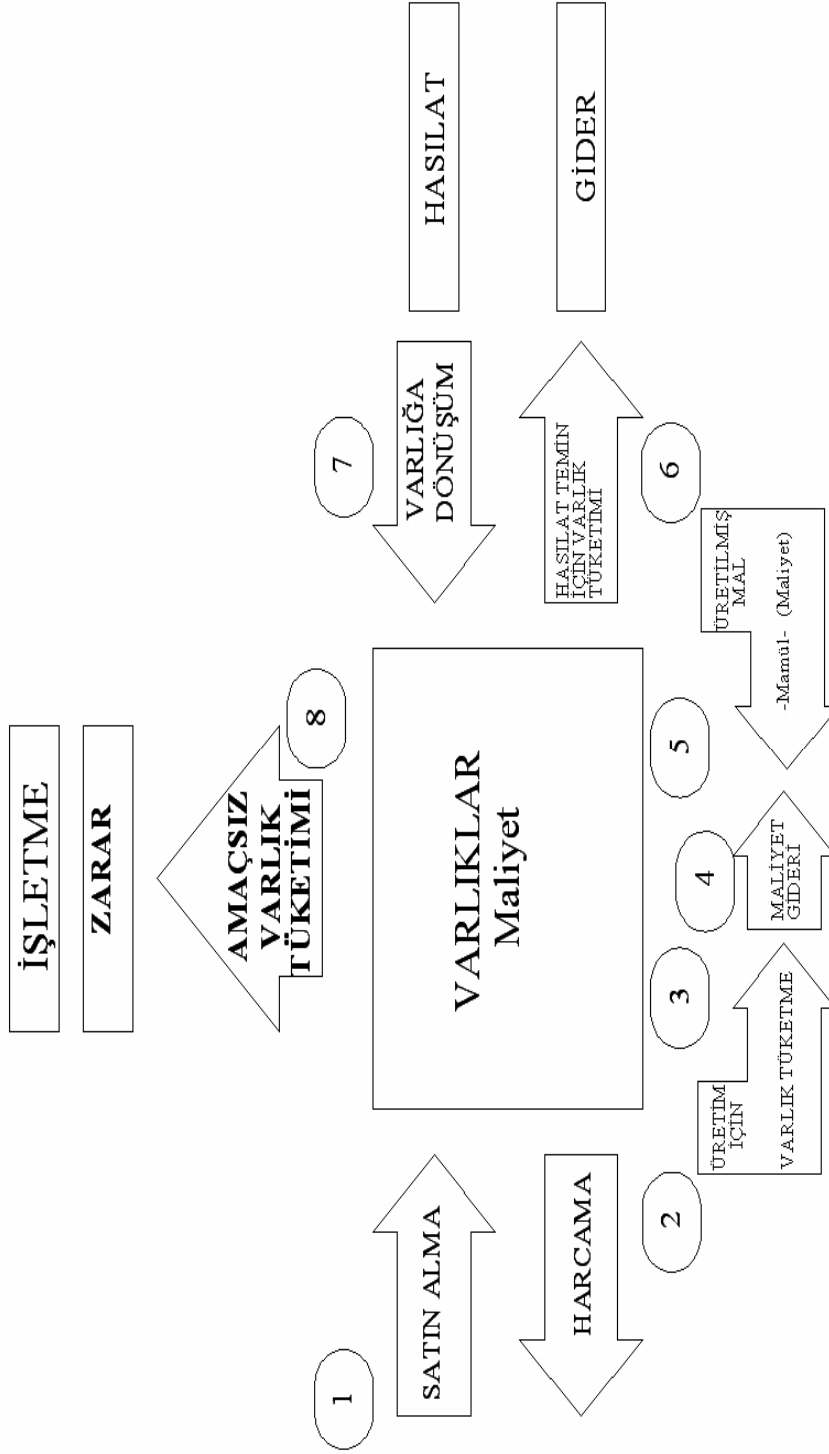 İŞLETME
ZARAR
AMAÇSIZ
VARLIK
TÜKETİMİ
8
1
SATIN ALMA
HARCAMA
2
VARLIKLAR
Maliyet
7
VARLIĞA
DÖNÜŞÜM
HASILAT
HASILAT TEMİN
İÇİN VARLIK
TÜKETİMİ
GİDER
6
3
4
5
ÜRETİM
İÇİN
VARLIK TÜKETME
MALİYET
GİDERİ
ÜRETİLMİŞ
MAL
-Mamül- (Maliyet)